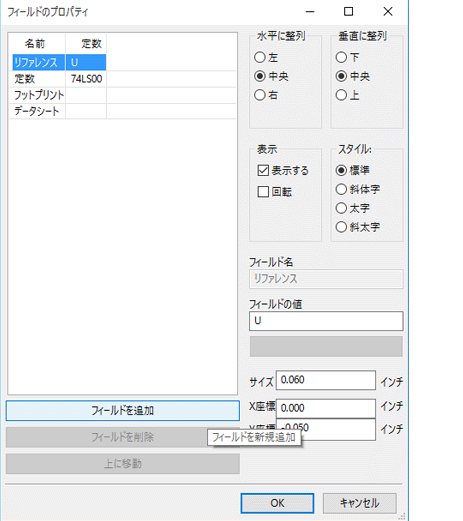 フィールドのプロパティ
名前 定数
リファレンス U
定数 74LS00
フットプリント
データシート
水平に整列
左
中央
右
垂直に整列
下
中央
上
表示
表示する
回転
スタイル:
標準
斜体字
太字
斜太字
フィールド名
リファレンス
フィールドの値
U
サイズ 0.060 インチ
X座標 0.000 インチ
Y座標 -0.050 インチ
フィールドを追加
フィールドを削除
フィールドを新規追加
上に移動
OK
キャンセル